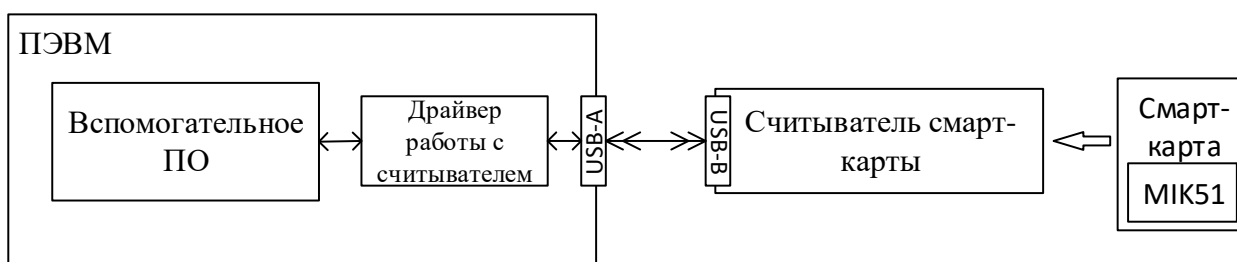 ПЭВМ
Вспомогательное
ПО
Драйвер
работы с
считывателем
USB-A
USB-B
Считыватель смарт-
карты
Смарт-
карта
MIK51